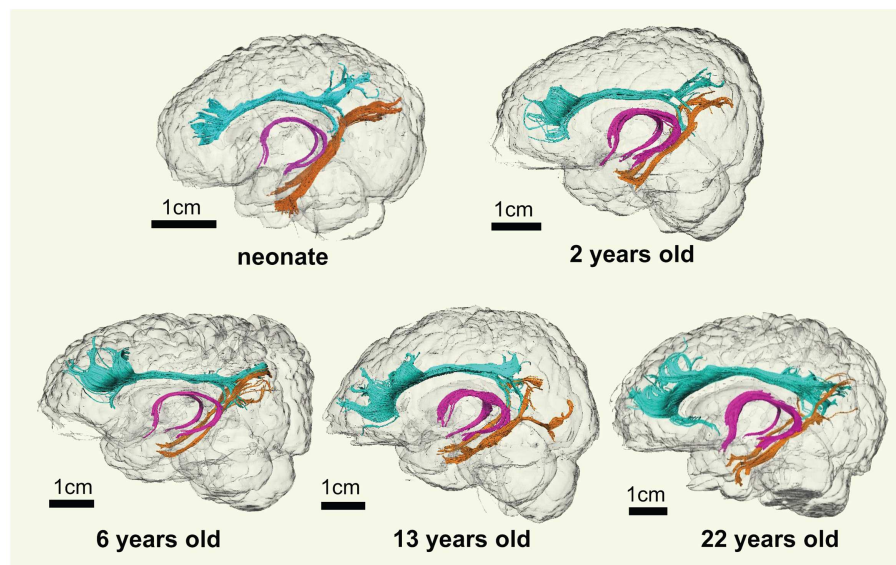 1cm
neonate
1cm
2 years old
1cm
6 years old
1cm
13 years old
1cm
22 years old